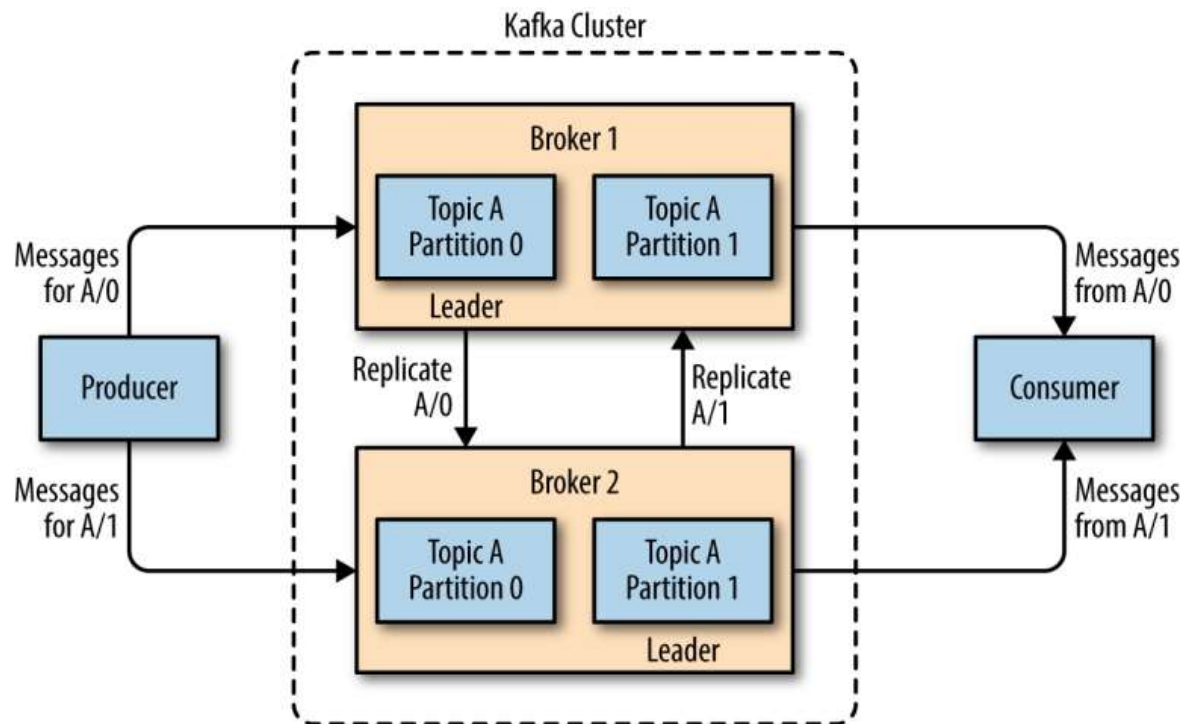 Kafka Cluster
Broker 1
Topic A
Partition 0
Topic A
Partition 1
Leader
Messages
for A/0
Messages
from A/0
Producer
Replicate
A/0
Replicate
A/1
Consumer
Messages
for A/1
Messages
from A/1
Broker 2
Topic A
Partition 0
Topic A
Partition 1
Leader